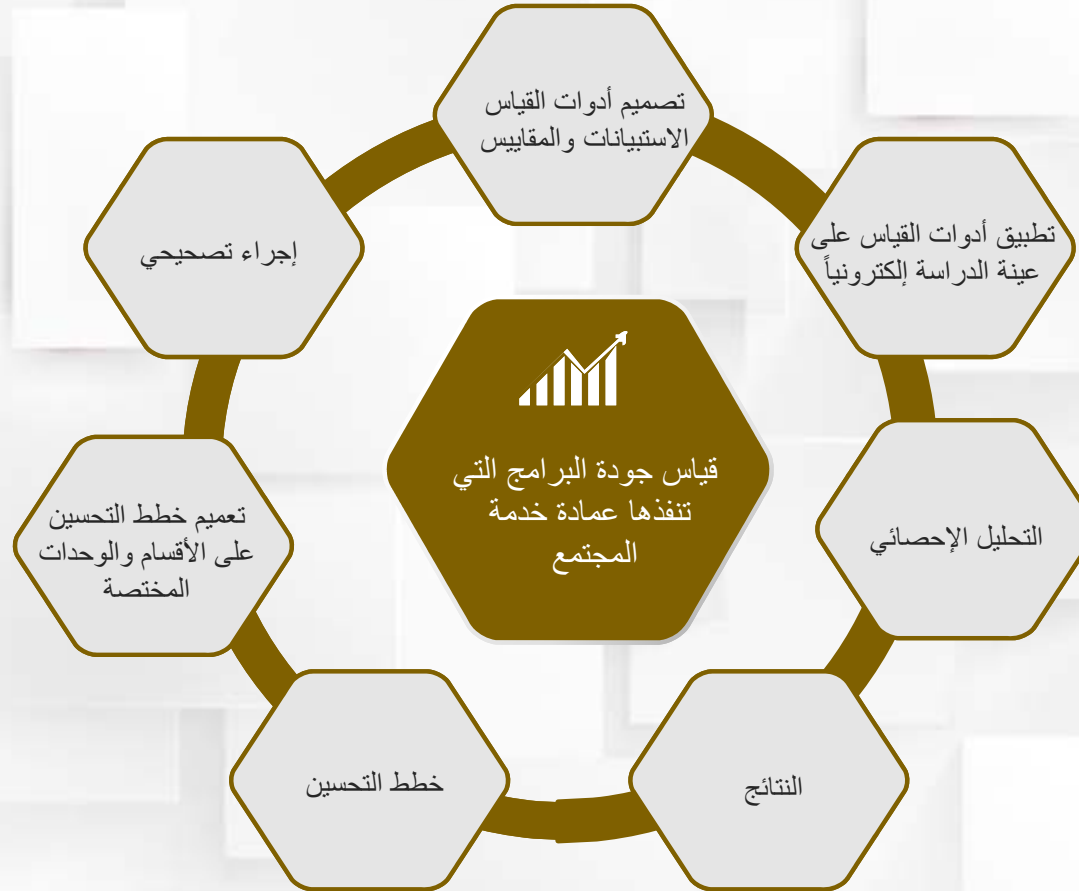 تصميم أدوات القياس
الاستبيانات والمقاييس
تطبيق أدوات القياس على
عينة الدراسة إلكترونياً
التحليل الإحصائي
النتائج
خطط التحسين
تعميم خطط التحسين
على الأقسام والوحدات
المختصة
إجراء تصحيحي
قياس جودة البرامج التي
تنفذها عمادة خدمة
المجتمع